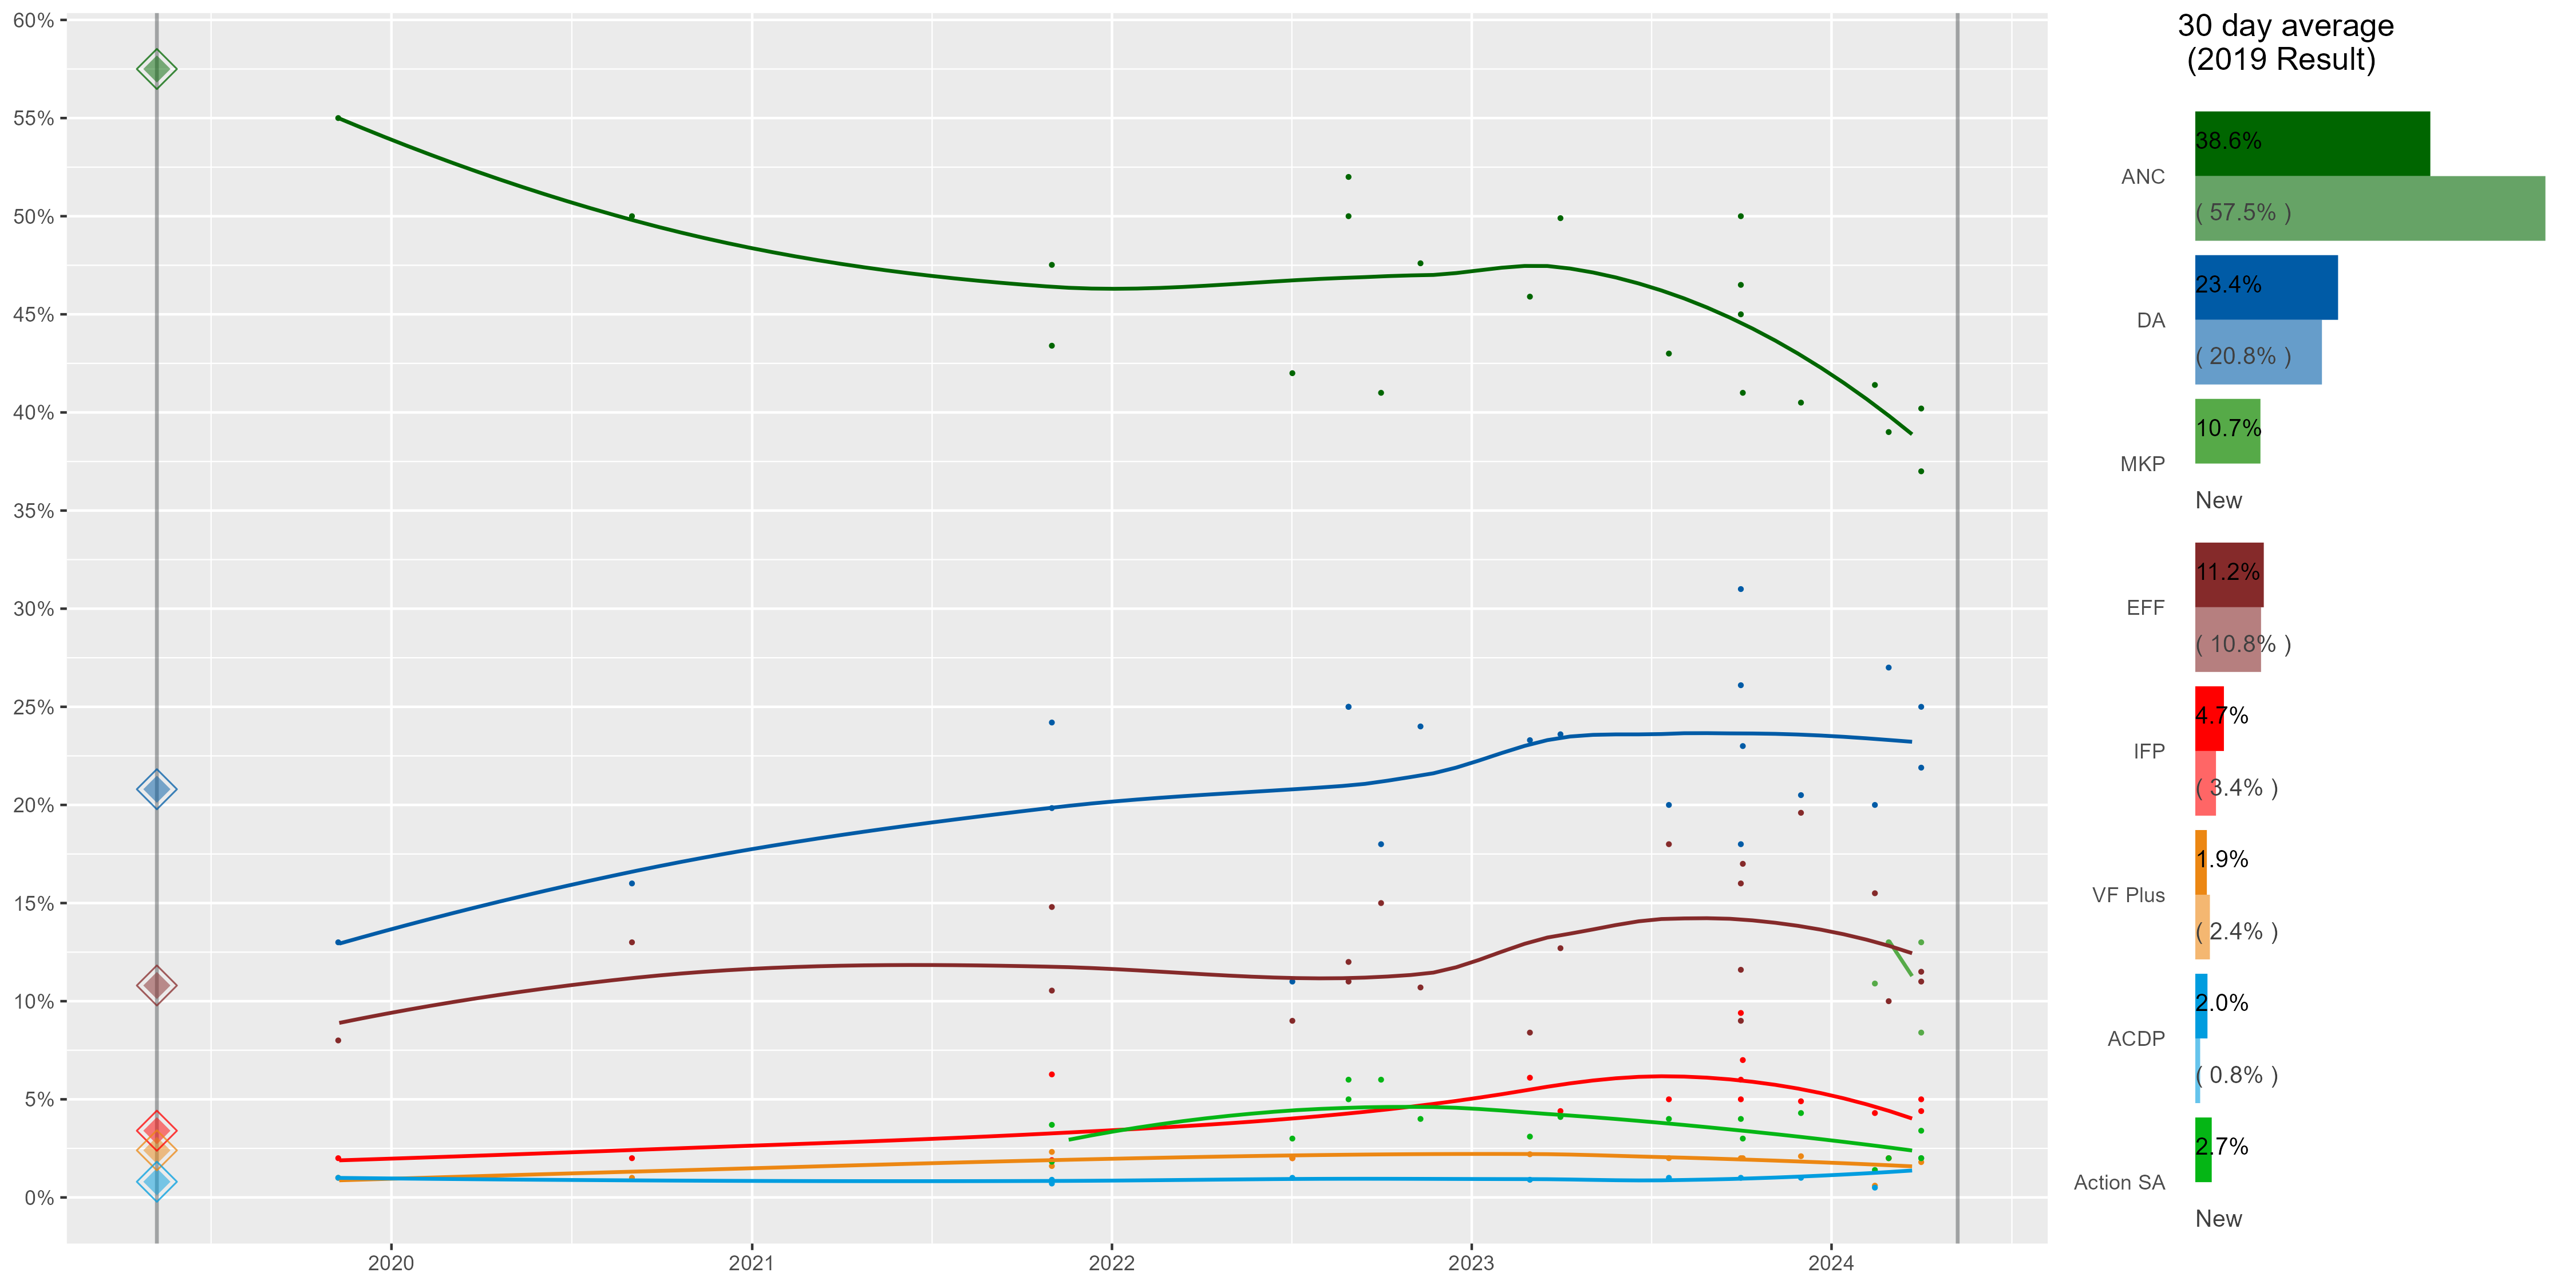 60%
55%
50%
45%
40%
35%
30%
25%
20%
15%
10%
5%
0%
2020
2021
2022
2023
2024
30 day average
(2019 Result)
ANC
38.6%
( 57.5% )
DA
23.4%
( 20.8% )
MKP
10.7%
New
EFF
11.2%
( 10.8% )
IFP
4.7%
( 3.4% )
VF Plus
1.9%
( 2.4% )
ACDP
2.0%
( 0.8% )
Action SA
2.7%
New